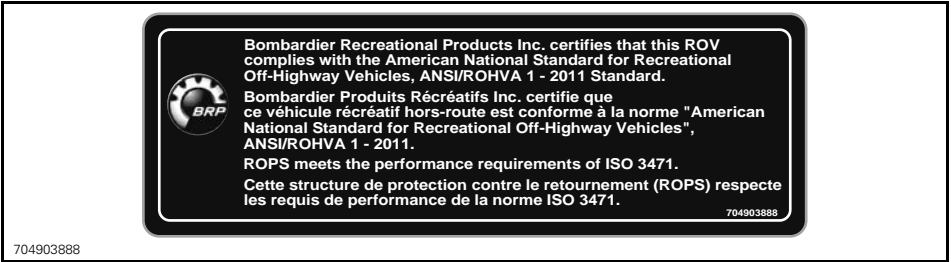 Bombardier Recreational Products Inc. certifies that this ROV
complies with the American National Standard for Recreational
Off-Highway Vehicles, ANSI/ROHVA 1 - 2011 Standard.
BRP
Bombardier Produits Récréatifs Inc. certifie que
ce véhicule récréatif hors-route est conforme à la norme "American
National Standard for Recreational Off-Highway Vehicles",
ANSI/ROHVA 1 - 2011.
ROPS meets the performance requirements of ISO 3471.
Cette structure de protection contre le retournement (ROPS) respecte
les requis de performance de la norme ISO 3471.
704903888
704903888